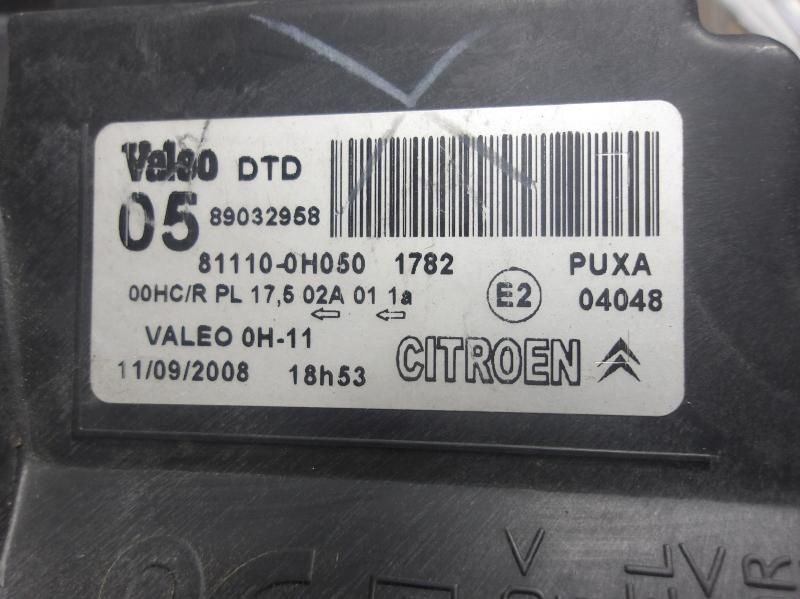 Valeo DTD
05 89032958
81110-0H050 1782 PUXA
00HC/R PL 17,5 02A 01 1a E2 04048
VALEO 0H-11
11/09/2008 18h53 CITROEN